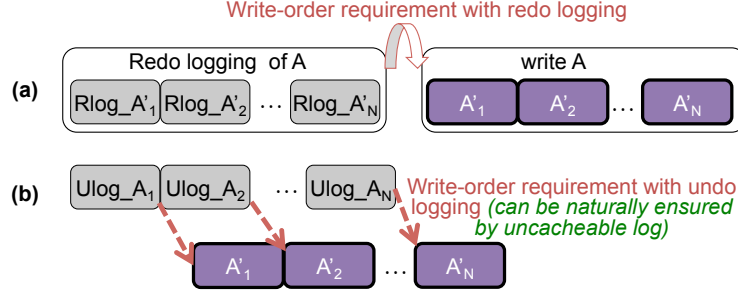 Write-order requirement with redo logging
Redo logging of A
write A
(a)
Rlog_A'₁ Rlog_A'₂ ... Rlog_A'N
A'₁ A'₂ ... A'N
(b)
Ulog_A₁ Ulog_A₂ ... Ulog_AN
Write-order requirement with undo
logging (can be naturally ensured
by uncacheable log)
A'₁ A'₂ ... A'N